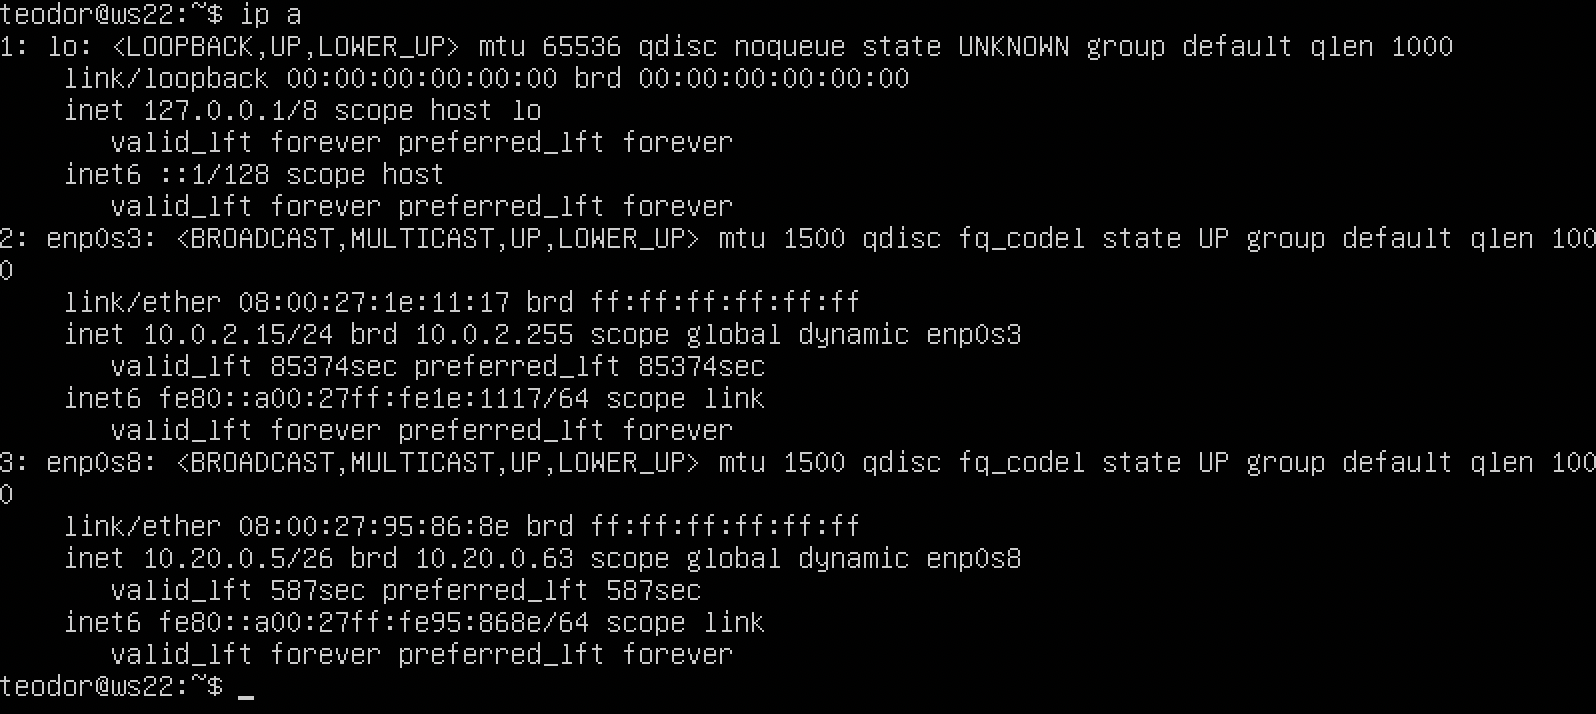 teodor@ws22:~$ ip a
1: lo: <LOOPBACK,UP,LOWER_UP> mtu 65536 qdisc noqueue state UNKNOWN group default qlen 1000
    link/loopback 00:00:00:00:00:00 brd 00:00:00:00:00:00
    inet 127.0.0.1/8 scope host lo
       valid_lft forever preferred_lft forever
    inet6 ::1/128 scope host
       valid_lft forever preferred_lft forever
2: enp0s3: <BROADCAST,MULTICAST,UP,LOWER_UP> mtu 1500 qdisc fq_codel state UP group default qlen 100
0
    link/ether 08:00:27:1e:11:17 brd ff:ff:ff:ff:ff:ff
    inet 10.0.2.15/24 brd 10.0.2.255 scope global dynamic enp0s3
       valid_lft 85374sec preferred_lft 85374sec
    inet6 fe80::a00:27ff:fe1e:1117/64 scope link
       valid_lft forever preferred_lft forever
3: enp0s8: <BROADCAST,MULTICAST,UP,LOWER_UP> mtu 1500 qdisc fq_codel state UP group default qlen 100
0
    link/ether 08:00:27:95:86:8e brd ff:ff:ff:ff:ff:ff
    inet 10.20.0.5/26 brd 10.20.0.63 scope global dynamic enp0s8
       valid_lft 587sec preferred_lft 587sec
    inet6 fe80::a00:27ff:fe95:868e/64 scope link
       valid_lft forever preferred_lft forever
teodor@ws22:~$ _